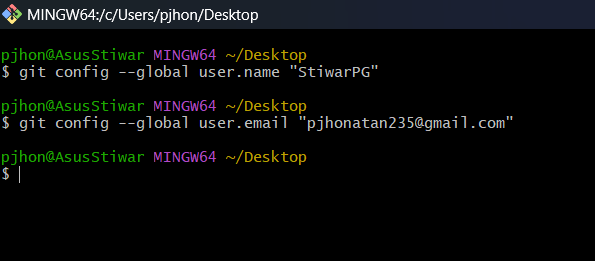 MINGW64:/c/Users/pjhon/Desktop
pjhon@AsusStiwar MINGW64 ~/Desktop
$ git config --global user.name "StiwarPG"
pjhon@AsusStiwar MINGW64 ~/Desktop
$ git config --global user.email "pjhonatan235@gmail.com"
pjhon@AsusStiwar MINGW64 ~/Desktop
$